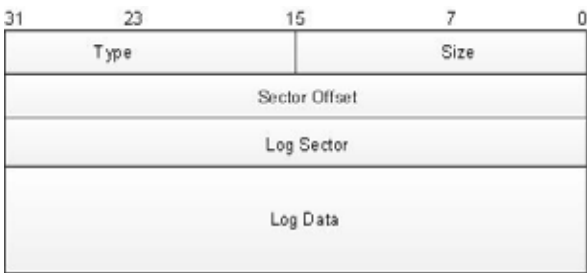 31 23 15 7 0
Type Size
Sector Offset
Log Sector
Log Data